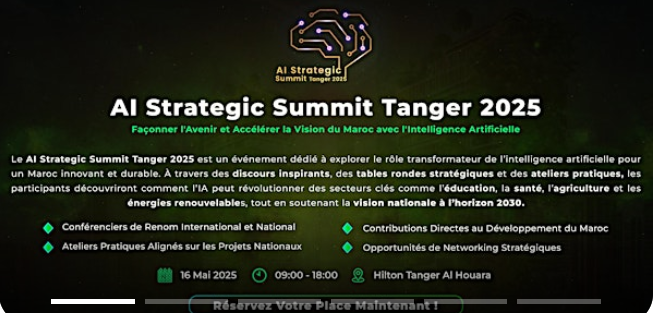 AI Strategic
Summit Tanger 2025
AI Strategic Summit Tanger 2025
Façonner l'Avenir et Accélérer la Vision du Maroc avec l'Intelligence Artificielle
Le AI Strategic Summit Tanger 2025 est un événement dédié à explorer le rôle transformateur de l'intelligence artificielle pour
un Maroc innovant et durable. À travers des discours inspirants, des tables rondes stratégiques et des ateliers pratiques, les
participants découvriront comment l'IA peut révolutionner des secteurs clés comme l'éducation, la santé, l'agriculture et les
énergies renouvelables, tout en soutenant la vision nationale à l'horizon 2030.
Conférenciers de Renom International et National
Contributions Directes au Développement du Maroc
Ateliers Pratiques Alignés sur les Projets Nationaux
Opportunités de Networking Stratégiques
16 Mai 2025 09:00 - 18:00 Hilton Tanger Al Houara
Réservez Votre Place Maintenant !